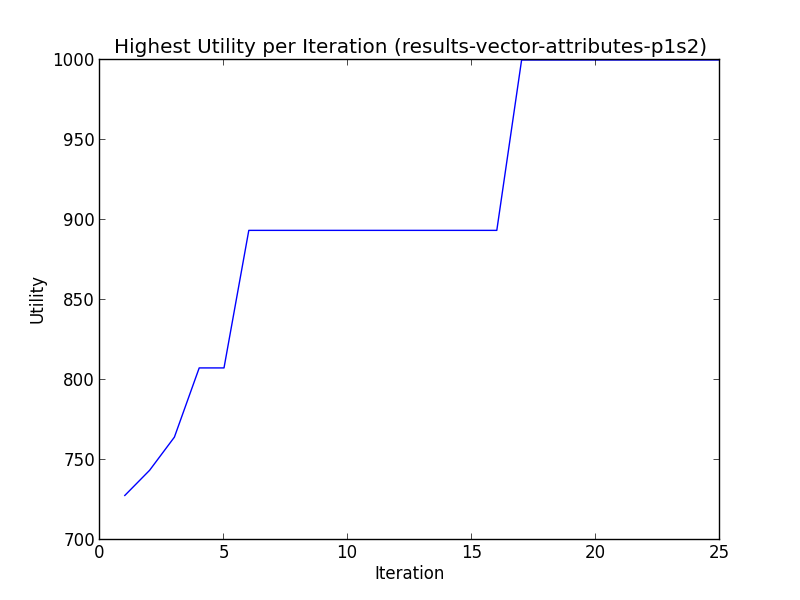 Highest Utility per Iteration (results-vector-attributes-p1s2)
1000
950
900
850
800
750
700
Utility
0 5 10 15 20 25
Iteration